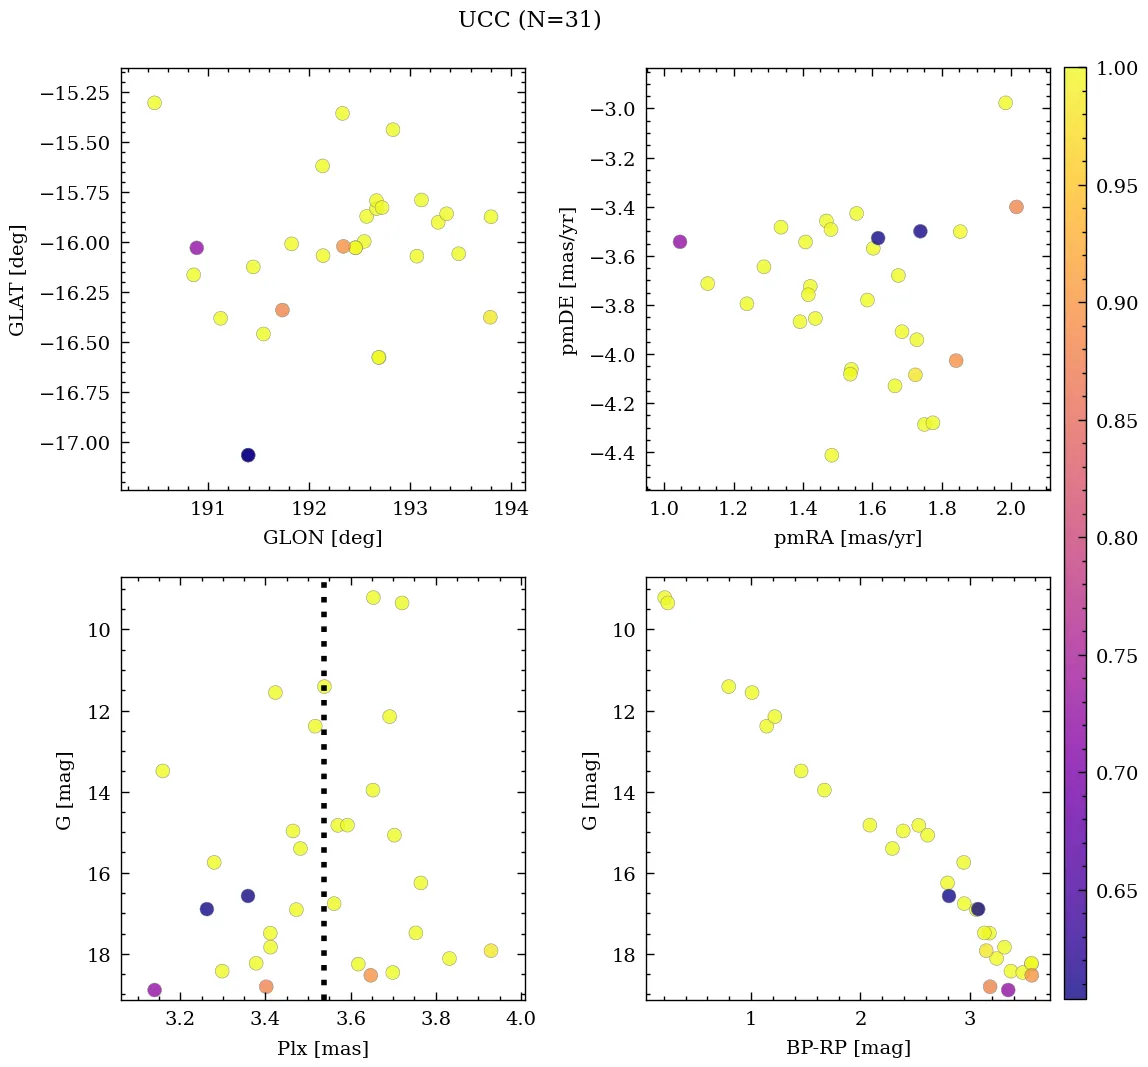 UCC (N=31)
−15.25
−15.50
−15.75
−16.00
−16.25
−16.50
−16.75
−17.00
GLAT [deg]
191 192 193 194
GLON [deg]
−3.0
−3.2
−3.4
−3.6
−3.8
−4.0
−4.2
−4.4
pmDE [mas/yr]
1.0 1.2 1.4 1.6 1.8 2.0
pmRA [mas/yr]
1.00
0.95
0.90
0.85
0.80
0.75
0.70
0.65
10
12
14
16
18
G [mag]
3.2 3.4 3.6 3.8 4.0
Plx [mas]
10
12
14
16
18
G [mag]
1 2 3
BP-RP [mag]